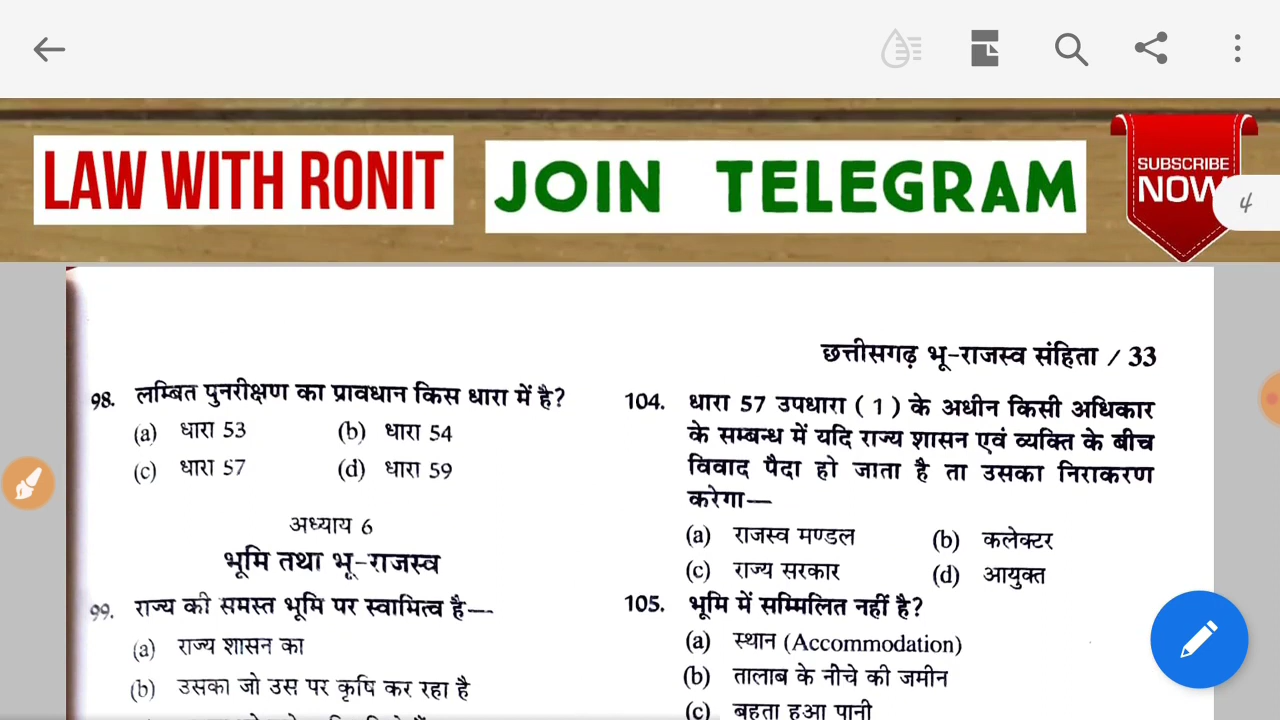 LAW WITH RONIT
JOIN TELEGRAM
SUBSCRIBE
NOW
4
छत्तीसगढ़ भू-राजस्व संहिता / 33
98. लम्बित पुनरीक्षण का प्रावधान किस धारा में है?
(a) धारा 53 (b) धारा 54
(c) धारा 57 (d) धारा 59
अध्याय 6
भूमि तथा भू-राजस्व
99. राज्य की समस्त भूमि पर स्वामित्व है—
(a) राज्य शासन का
(b) उसका जो उस पर कृषि कर रहा है
104. धारा 57 उपधारा ( 1 ) के अधीन किसी अधिकार
के सम्बन्ध में यदि राज्य शासन एवं व्यक्ति के बीच
विवाद पैदा हो जाता है ता उसका निराकरण
करेगा—
(a) राजस्व मण्डल (b) कलेक्टर
(c) राज्य सरकार (d) आयुक्त
105. भूमि में सम्मिलित नहीं है?
(a) स्थान (Accommodation)
(b) तालाब के नीचे की जमीन
(c) बहता हुआ पानी